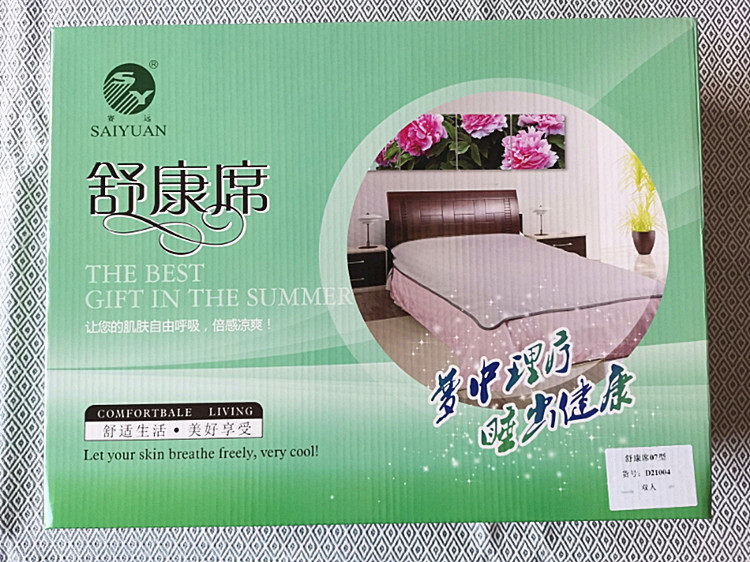 ®
赛远
SAIYUAN
舒康席
THE BEST
GIFT IN THE SUMMER
让您的肌肤自由呼吸，倍感凉爽！
COMFORTBALE LIVING
舒适生活·美好享受
Let your skin breathe freely, very cool!
梦中理疗
睡出健康
舒康席07型
货号：D21004
双人